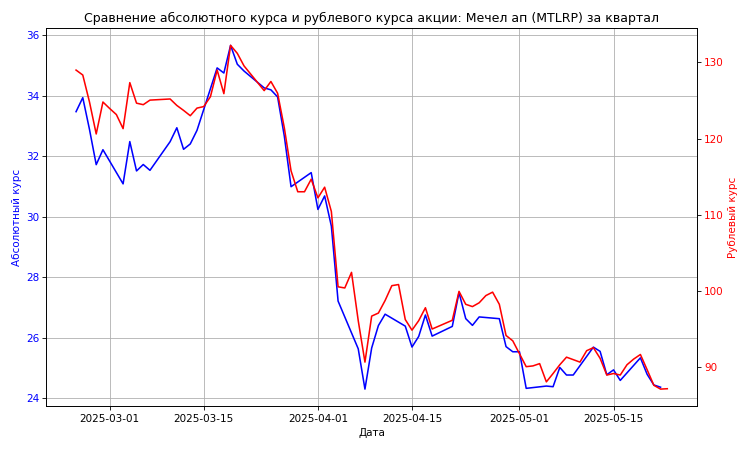 Сравнение абсолютного курса и рублевого курса акции: Мечел ап (MTLRP) за квартал
36
34
32
30
28
26
24
Абсолютный курс
130
120
110
100
90
Рублевый курс
2025-03-01 2025-03-15 2025-04-01 2025-04-15 2025-05-01 2025-05-15
Дата